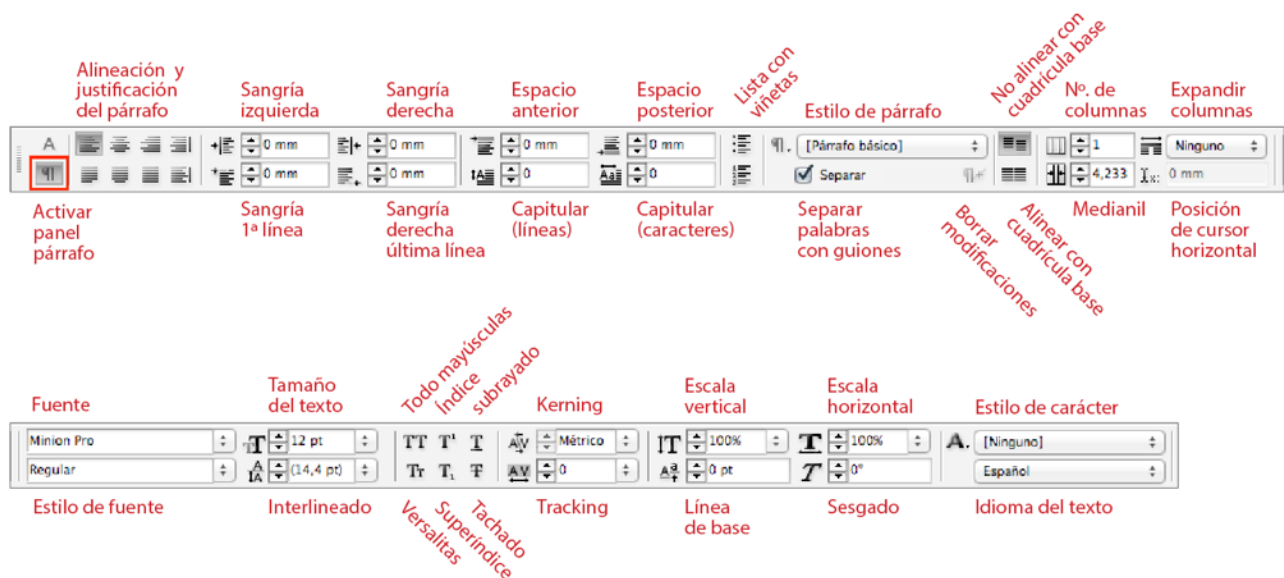 Alineación y
justificación
del párrafo
Sangría
izquierda
Sangría
derecha
Espacio
anterior
Espacio
posterior
Lista con
viñetas
Estilo de párrafo
No alinear con
cuadrícula base
Nº. de
columnas
Expandir
columnas
A
0 mm
0 mm
0 mm
0 mm
[Párrafo básico]
1
Ninguno
¶
0 mm
0 mm
0
0
Separar
4,233
0 mm
Activar
panel
párrafo
Sangría
1ª línea
Sangría
derecha
última línea
Capitular
(líneas)
Capitular
(caracteres)
Separar
palabras
con guiones
Borrar
modificaciones
Alinear con
cuadrícula base
Medianil
Posición
de cursor
horizontal
Fuente
Tamaño
del texto
Todo mayúsculas
Índice
subrayado
Kerning
Escala
vertical
Escala
horizontal
Estilo de carácter
Minion Pro
12 pt
TT T¹ T
Métrico
100%
100%
A. [Ninguno]
Regular
(14,4 pt)
Tr T₁ T
0
0 pt
0°
Español
Estilo de fuente
Interlineado
Versalitas
Superíndice
Tachado
Tracking
Línea
de base
Sesgado
Idioma del texto